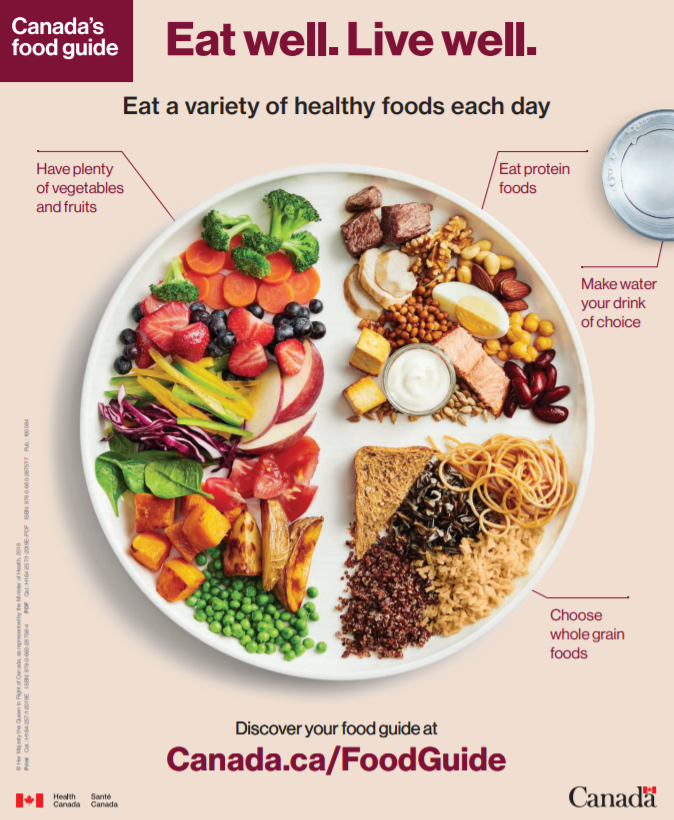 Canada's
food guide
Eat well. Live well.
Eat a variety of healthy foods each day
Have plenty
of vegetables
and fruits
Eat protein
foods
Make water
your drink
of choice
Choose
whole grain
foods
Discover your food guide at
Canada.ca/FoodGuide
© Her Majesty the Queen in Right of Canada, as represented by the Minister of Health, 2019
Health
Canada
Santé
Canada
Canada